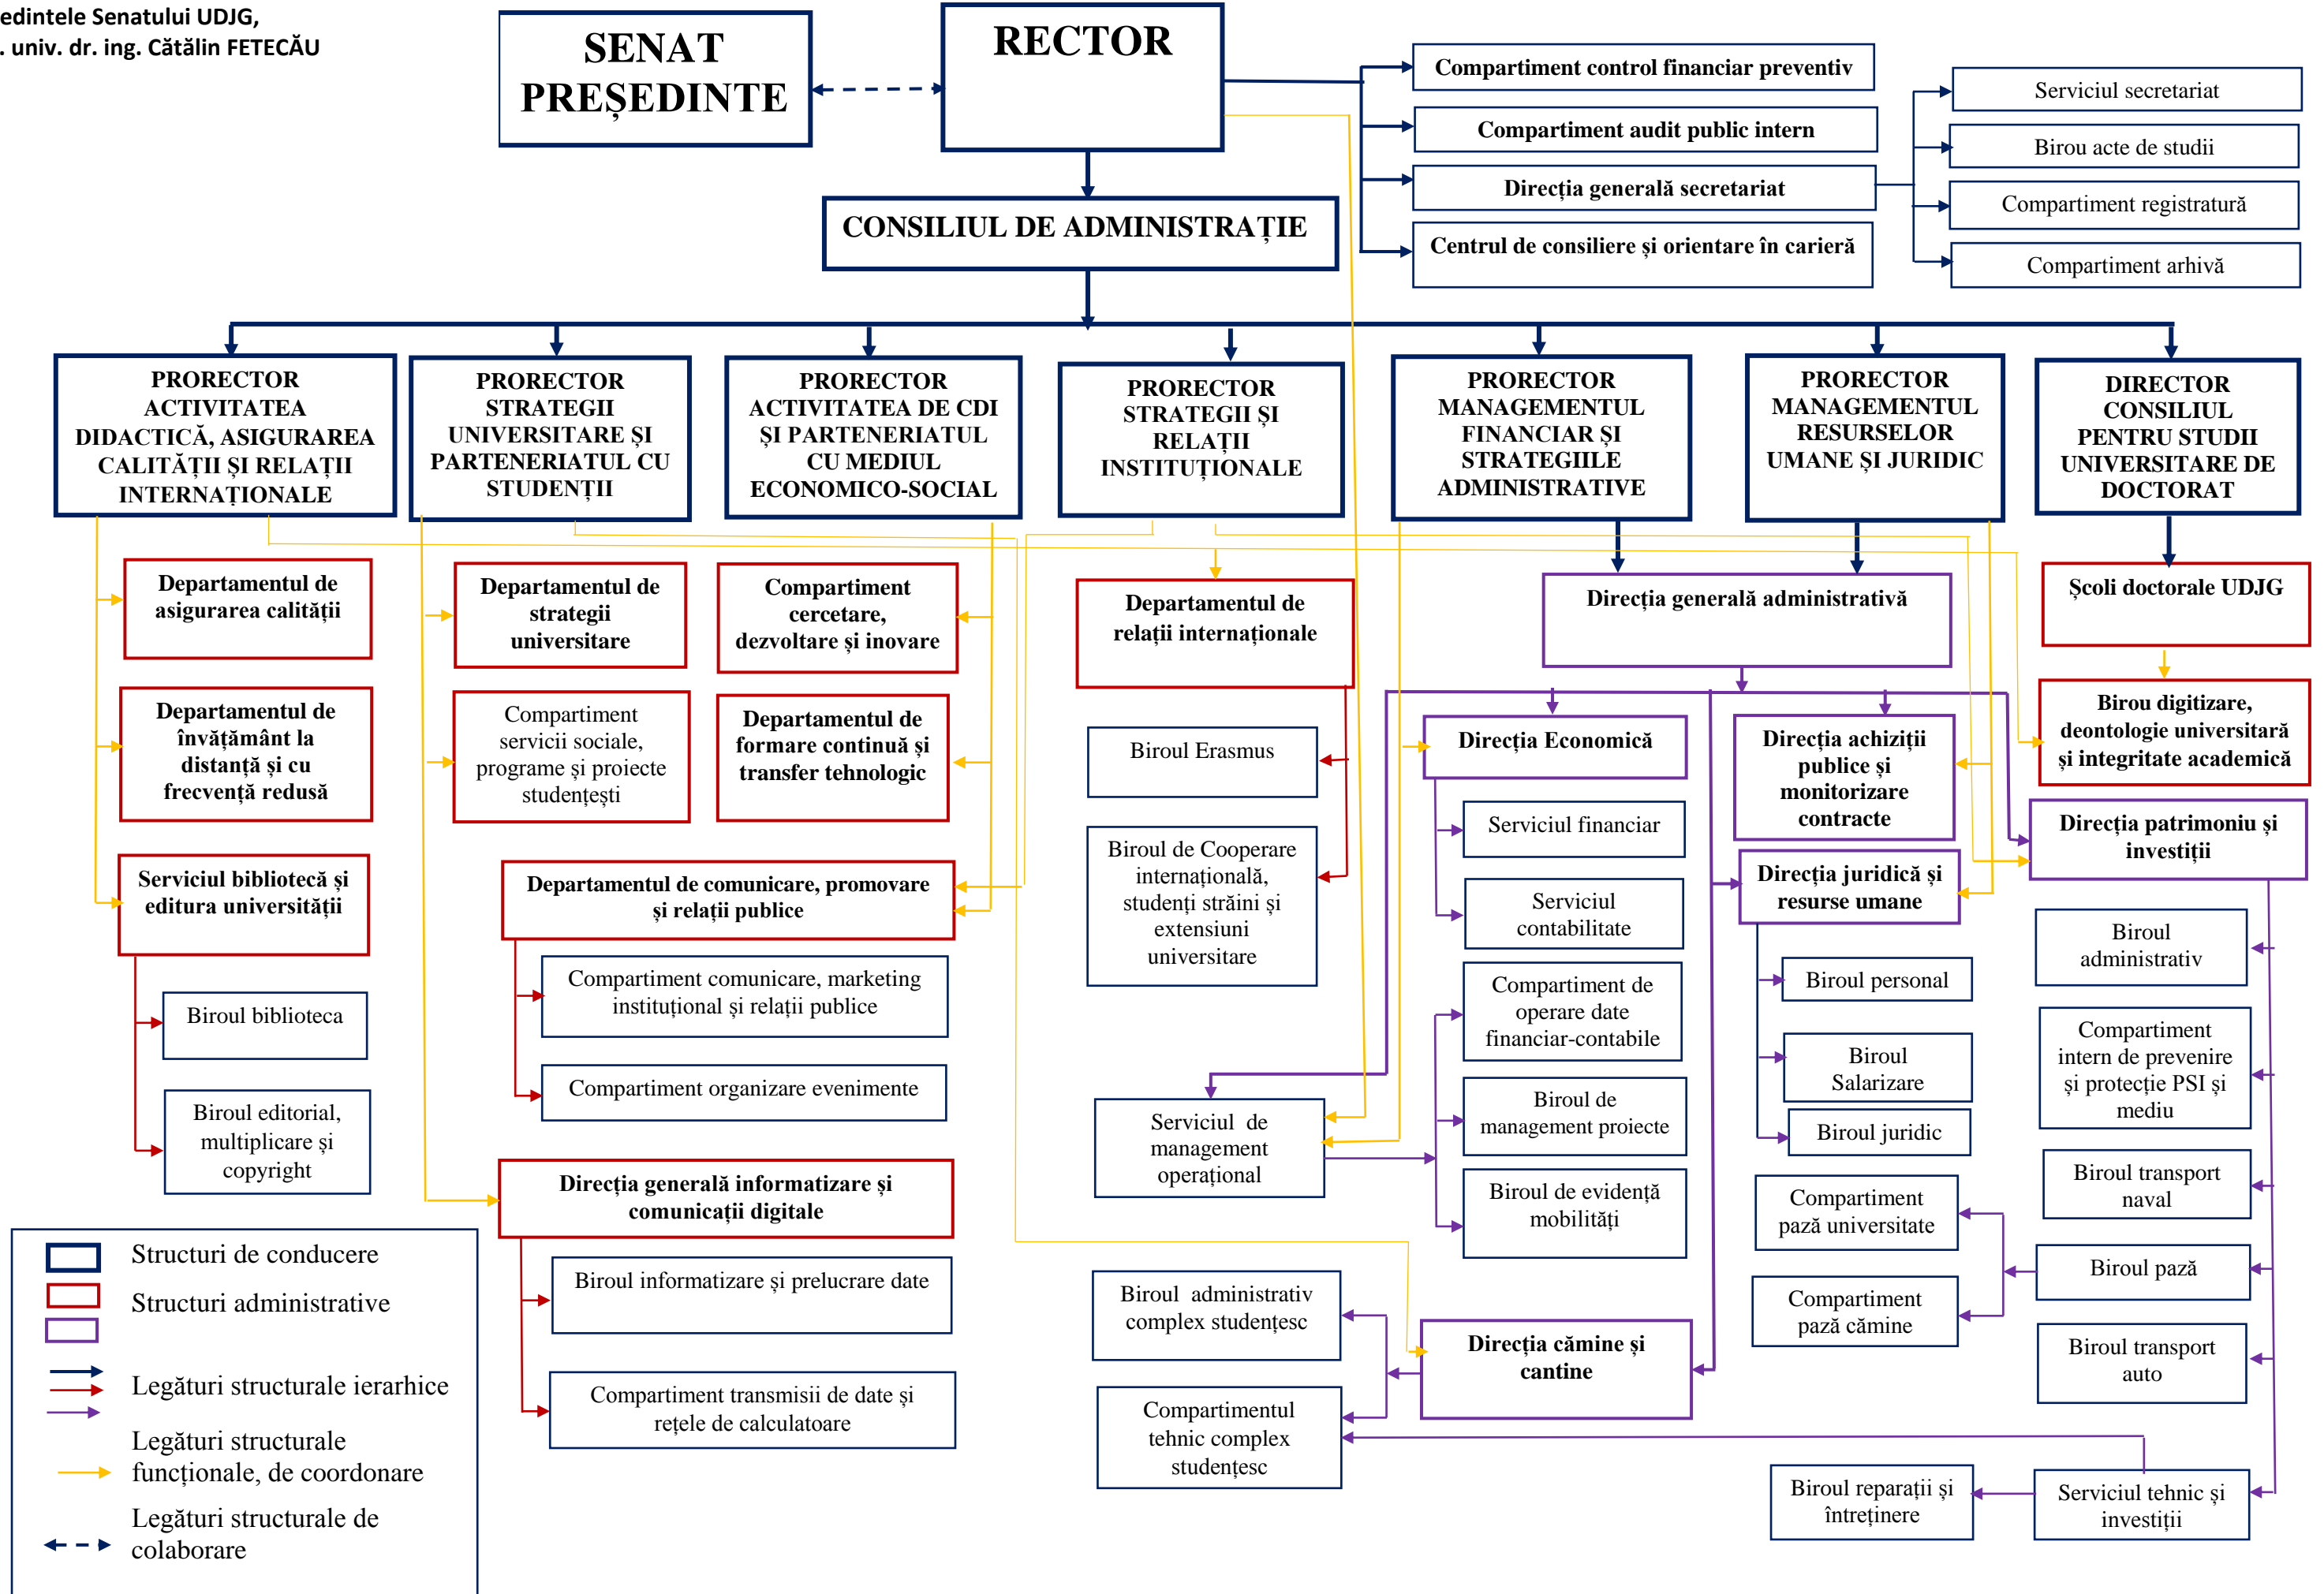 edintele Senatului UDJG,
. univ. dr. ing. Cătălin FETECĂU
SENAT
PREȘEDINTE
RECTOR
CONSILIUL DE ADMINISTRAȚIE
Compartiment control financiar preventiv
Compartiment audit public intern
Direcția generală secretariat
Centrul de consiliere și orientare în carieră
Serviciul secretariat
Birou acte de studii
Compartiment registratură
Compartiment arhivă
PRORECTOR
ACTIVITATEA
DIDACTICĂ, ASIGURAREA
CALITĂȚII ȘI RELAȚII
INTERNAȚIONALE
PRORECTOR
STRATEGII
UNIVERSITARE ȘI
PARTENERIATUL CU
STUDENȚII
PRORECTOR
ACTIVITATEA DE CDI
ȘI PARTENERIATUL
CU MEDIUL
ECONOMICO-SOCIAL
PRORECTOR
STRATEGII ȘI
RELAȚII
INSTITUȚIONALE
PRORECTOR
MANAGEMENTUL
FINANCIAR ȘI
STRATEGIILE
ADMINISTRATIVE
PRORECTOR
MANAGEMENTUL
RESURSELOR
UMANE ȘI JURIDIC
DIRECTOR
CONSILIUL
PENTRU STUDII
UNIVERSITARE DE
DOCTORAT
Departamentul de
asigurarea calității
Departamentul de
învățământ la
distanță și cu
frecvență redusă
Serviciul bibliotecă și
editura universității
Biroul biblioteca
Biroul editorial,
multiplicare și
copyright
Departamentul de
strategii
universitare
Compartiment
servicii sociale,
programe și proiecte
studențești
Compartiment
cercetare,
dezvoltare și inovare
Departamentul de
formare continuă și
transfer tehnologic
Departamentul de comunicare, promovare
și relații publice
Compartiment comunicare, marketing
instituțional și relații publice
Compartiment organizare evenimente
Direcția generală informatizare și
comunicații digitale
Biroul informatizare și prelucrare date
Compartiment transmisii de date și
rețele de calculatoare
Departamentul de
relații internaționale
Biroul Erasmus
Biroul de Cooperare
internațională,
studenți străini și
extensiuni
universitare
Serviciul de
management
operațional
Biroul administrativ
complex studențesc
Compartimentul
tehnic complex
studențesc
Direcția generală administrativă
Direcția Economică
Serviciul financiar
Serviciul
contabilitate
Compartiment de
operare date
financiar-contabile
Biroul de
management proiecte
Biroul de evidență
mobilități
Direcția cămine și
cantine
Direcția achiziții
publice și
monitorizare
contracte
Direcția juridică și
resurse umane
Biroul personal
Biroul
Salarizare
Biroul juridic
Compartiment
pază universitate
Compartiment
pază cămine
Biroul reparații și
întreținere
Școli doctorale UDJG
Birou digitizare,
deontologie universitară
și integritate academică
Direcția patrimoniu și
investiții
Biroul
administrativ
Compartiment
intern de prevenire
și protecție PSI și
mediu
Biroul transport
naval
Biroul pază
Biroul transport
auto
Serviciul tehnic și
investiții
Structuri de conducere
Structuri administrative
Legături structurale ierarhice
Legături structurale
funcționale, de coordonare
Legături structurale de
colaborare